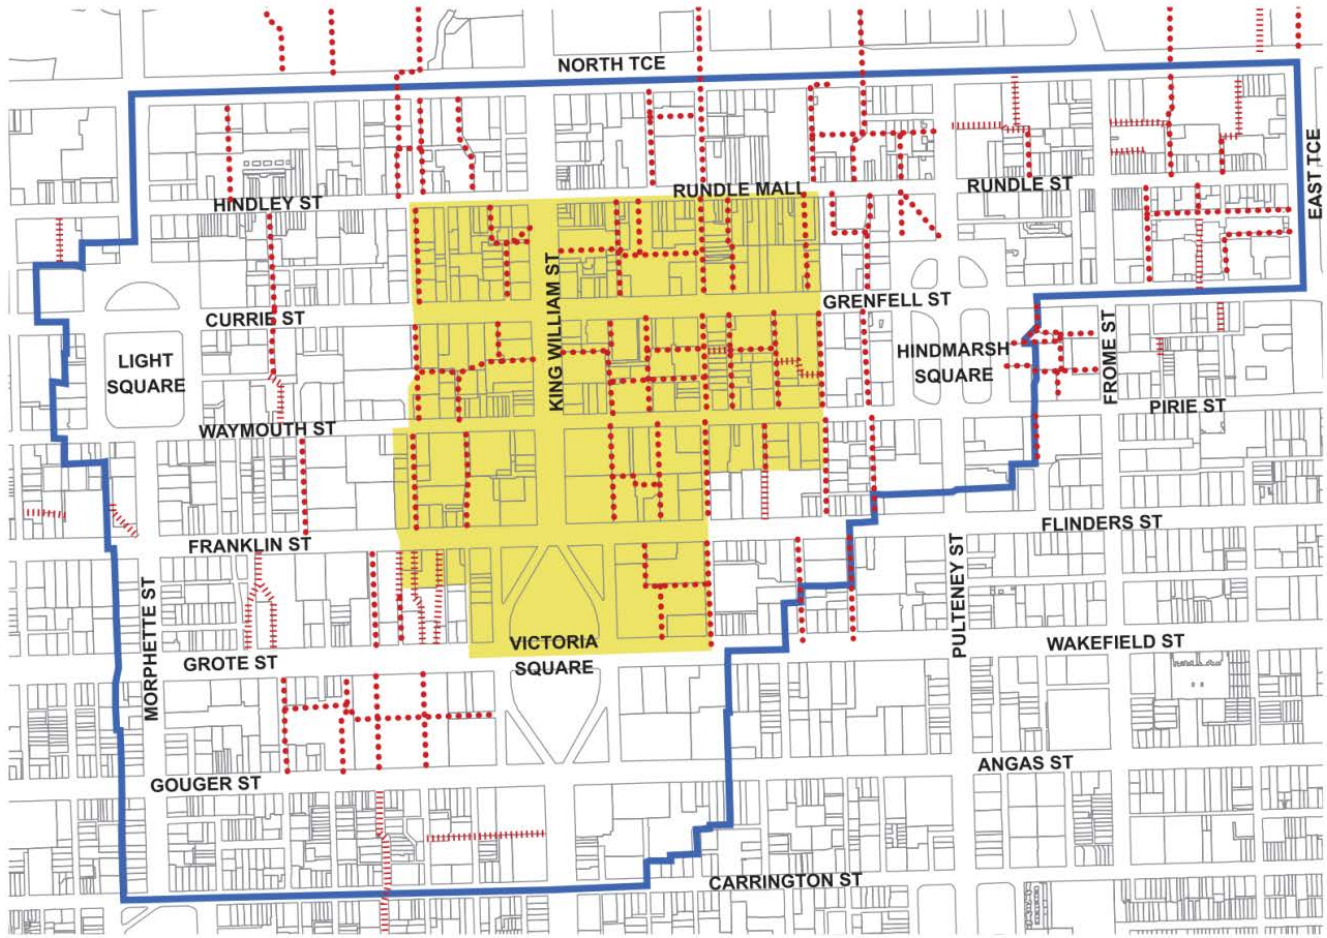 NORTH TCE
EAST TCE
RUNDLE MALL
RUNDLE ST
HINDLEY ST
KING WILLIAM ST
GRENFELL ST
CURRIE ST
LIGHT
SQUARE
HINDMARSH
SQUARE
FROME ST
PIRIE ST
WAYMOUTH ST
FLINDERS ST
FRANKLIN ST
PULTENEY ST
MORPHETTE ST
VICTORIA
SQUARE
WAKEFIELD ST
GROTE ST
ANGAS ST
GOUGER ST
CARRINGTON ST